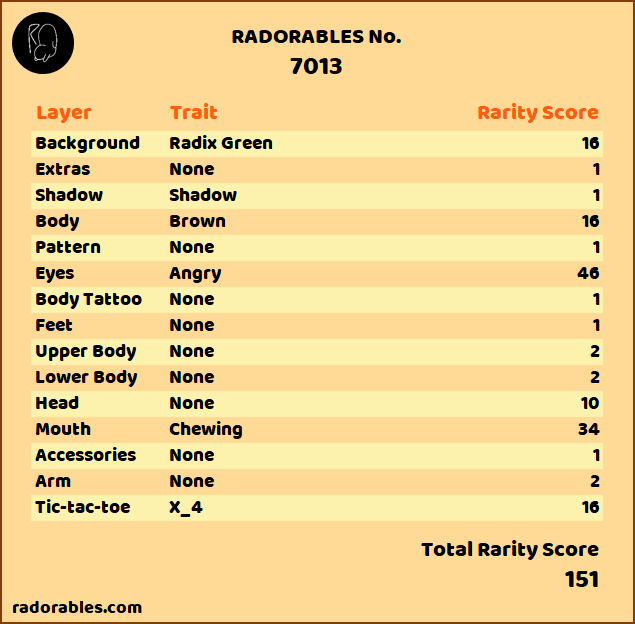 RADORABLES No.
7013
Layer Trait Rarity Score
Background Radix Green 16
Extras None 1
Shadow Shadow 1
Body Brown 16
Pattern None 1
Eyes Angry 46
Body Tattoo None 1
Feet None 1
Upper Body None 2
Lower Body None 2
Head None 10
Mouth Chewing 34
Accessories None 1
Arm None 2
Tic-tac-toe X_4 16
Total Rarity Score
151
radorables.com